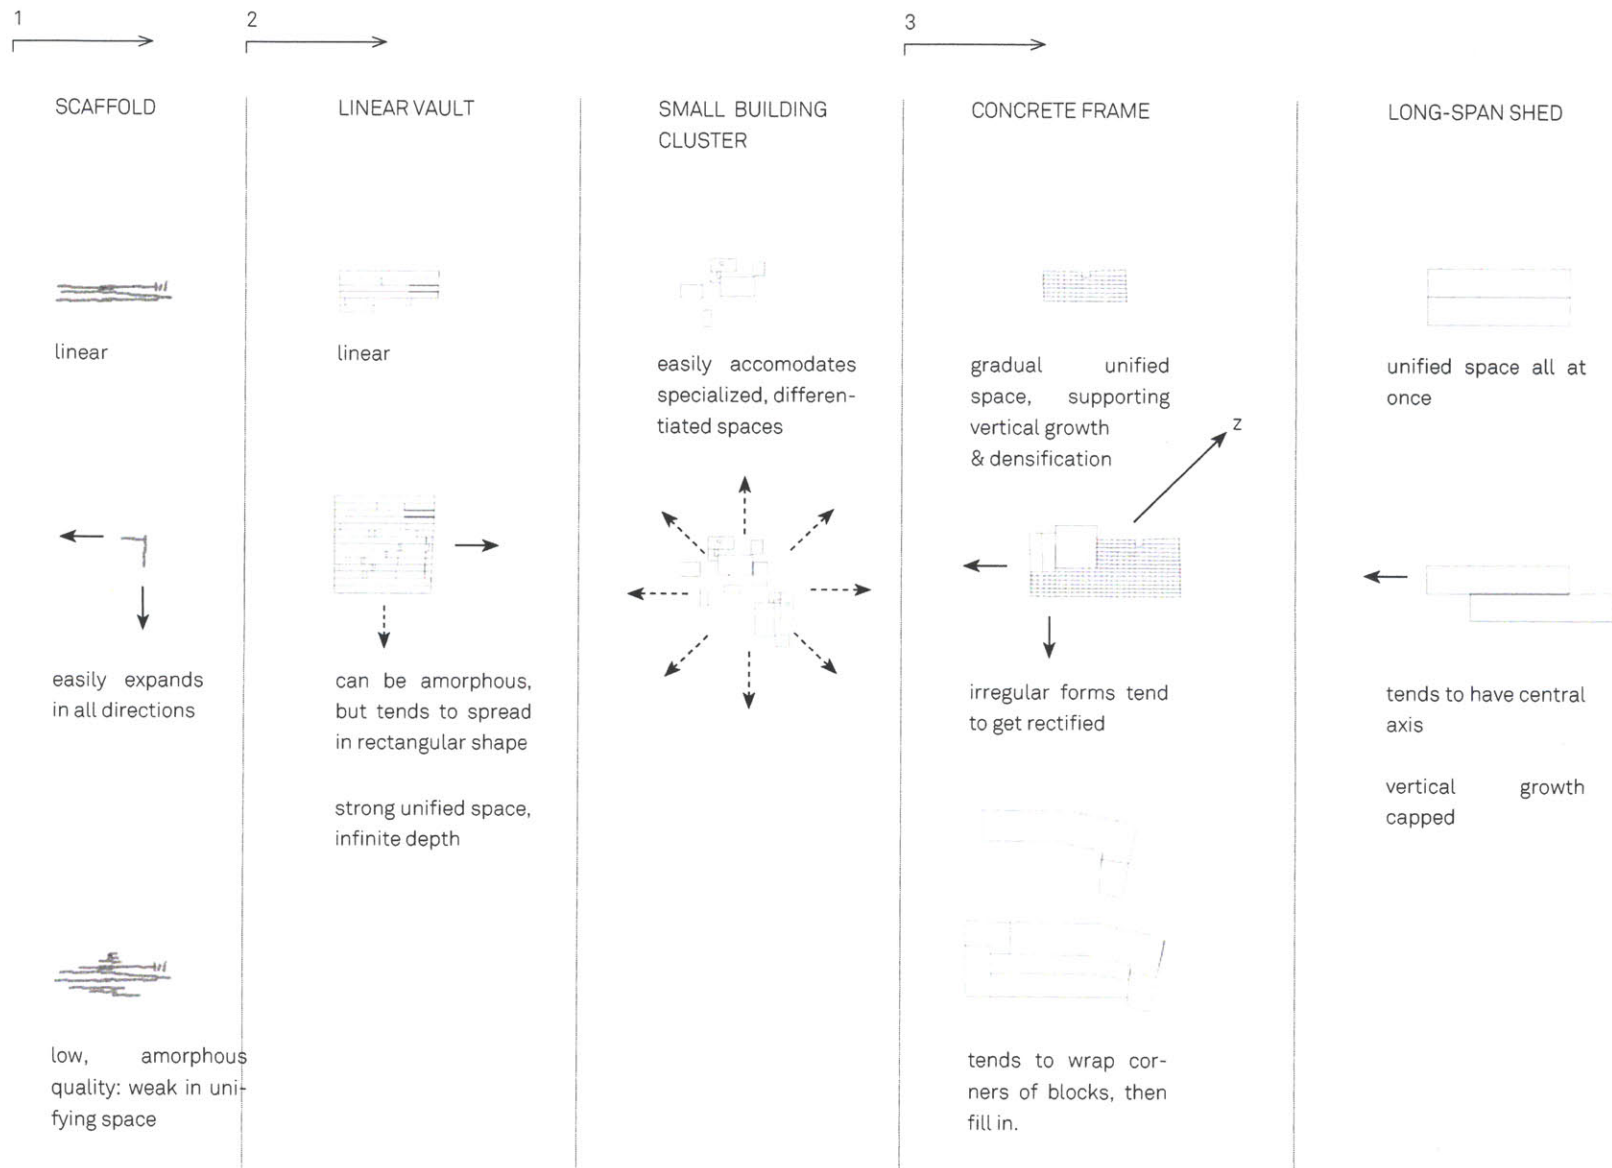 1
2
3
SCAFFOLD
linear
easily expands
in all directions
low, amorphous
quality: weak in uni-
fying space
LINEAR VAULT
linear
can be amorphous,
but tends to spread
in rectangular shape
strong unified space,
infinite depth
SMALL BUILDING
CLUSTER
easily accomodates
specialized, differen-
tiated spaces
CONCRETE FRAME
gradual unified
space, supporting
vertical growth
& densification
Z
irregular forms tend
to get rectified
tends to wrap cor-
ners of blocks, then
fill in.
LONG-SPAN SHED
unified space all at
once
tends to have central
axis
vertical growth
capped